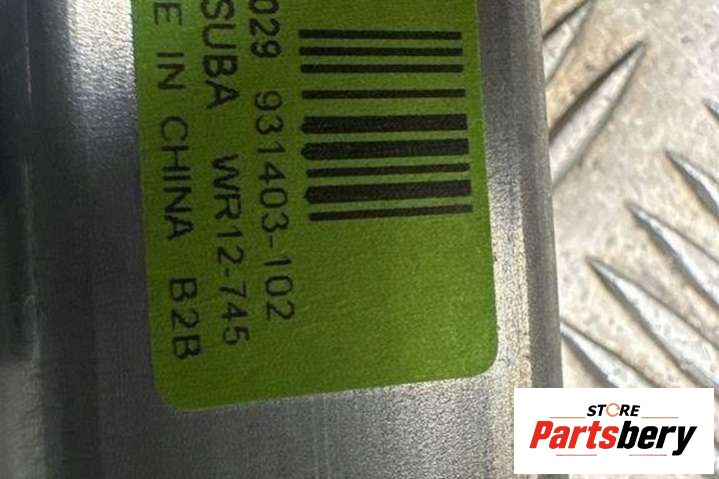 029 931403-102
SUBA WR12-745
E IN CHINA B2B
STORE
Partsbery